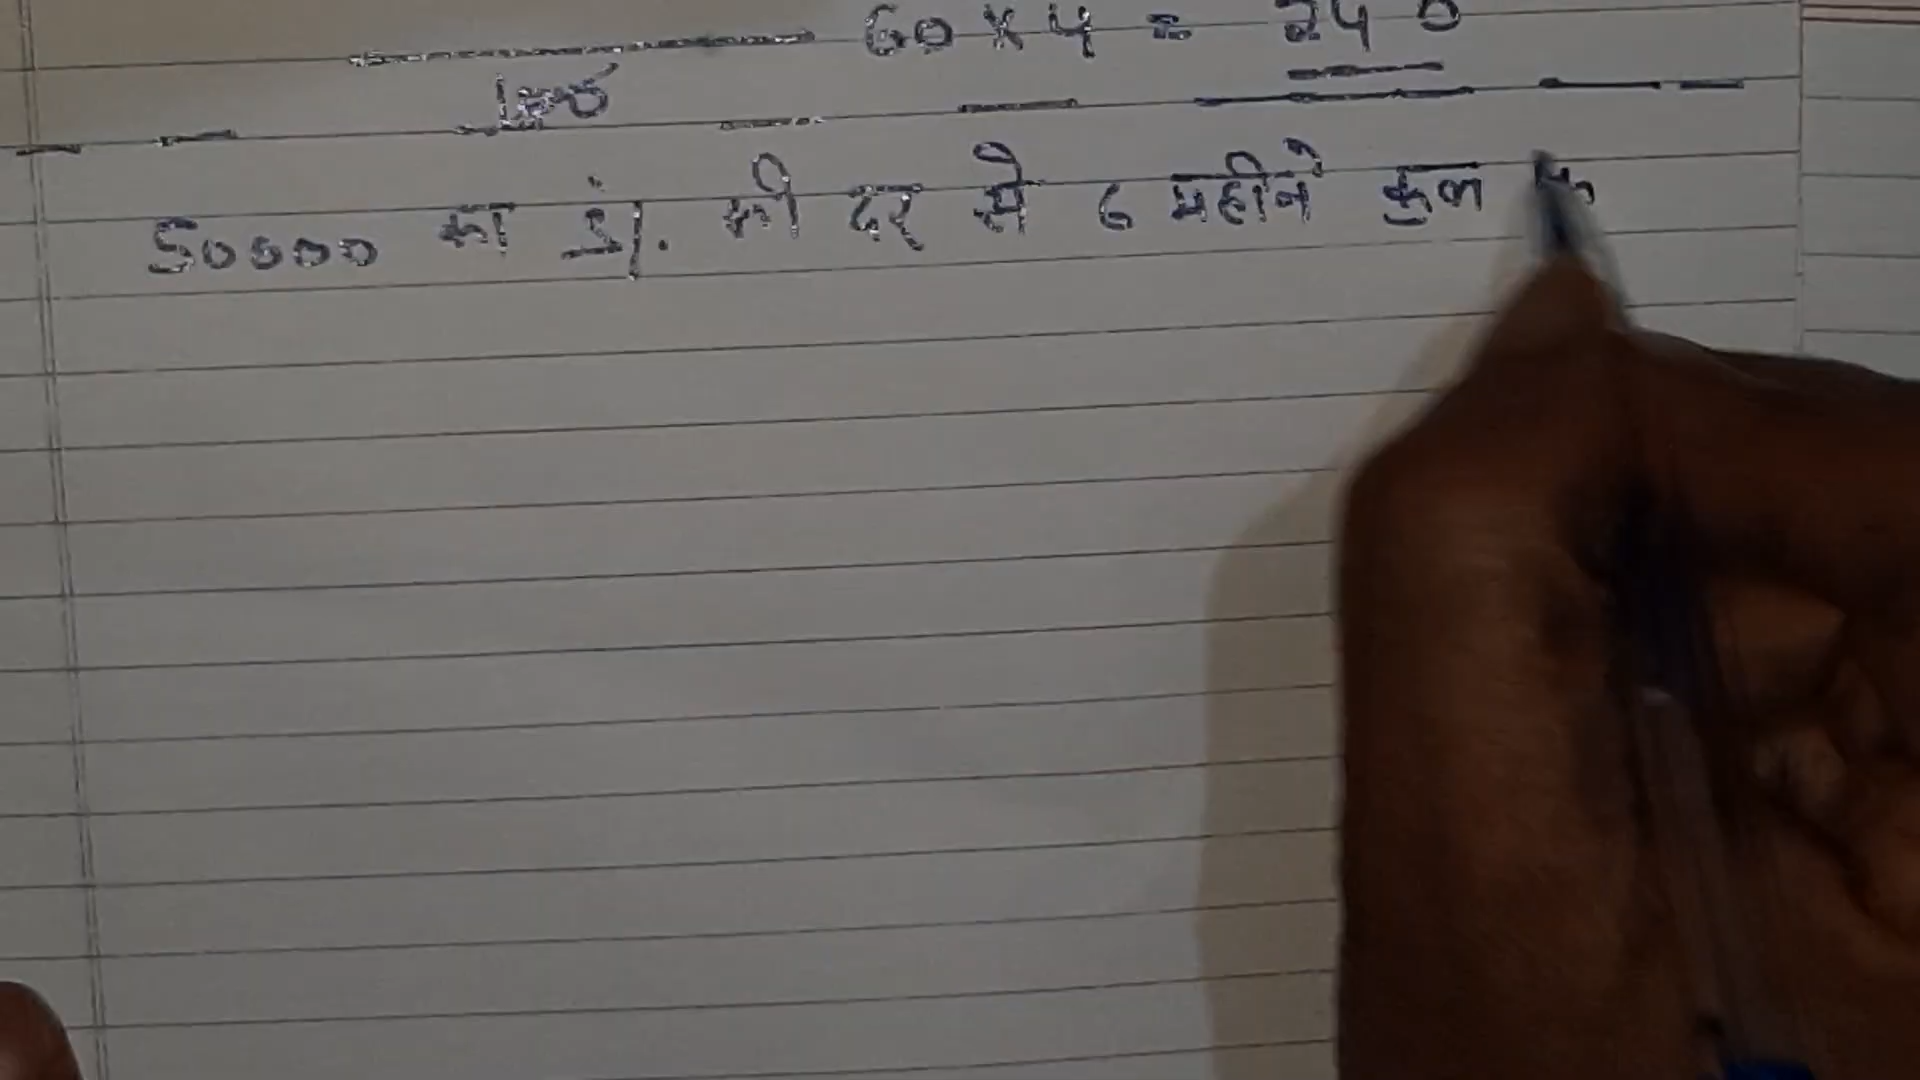 60 × 4 = 240
50000 का 3%. की दर से 6 महीने कुल